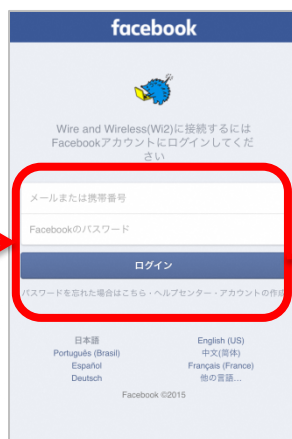 facebook
Wire and Wireless(Wi2)に接続するには
Facebookアカウントにログインしてくだ
さい
メールまたは携帯番号
Facebookのパスワード
ログイン
パスワードを忘れた場合はこちら・ヘルプセンター・アカウントの作成
日本語 English (US)
Português (Brasil) 中文(简体)
Español Français (France)
Deutsch 他の言語...
Facebook ©2015